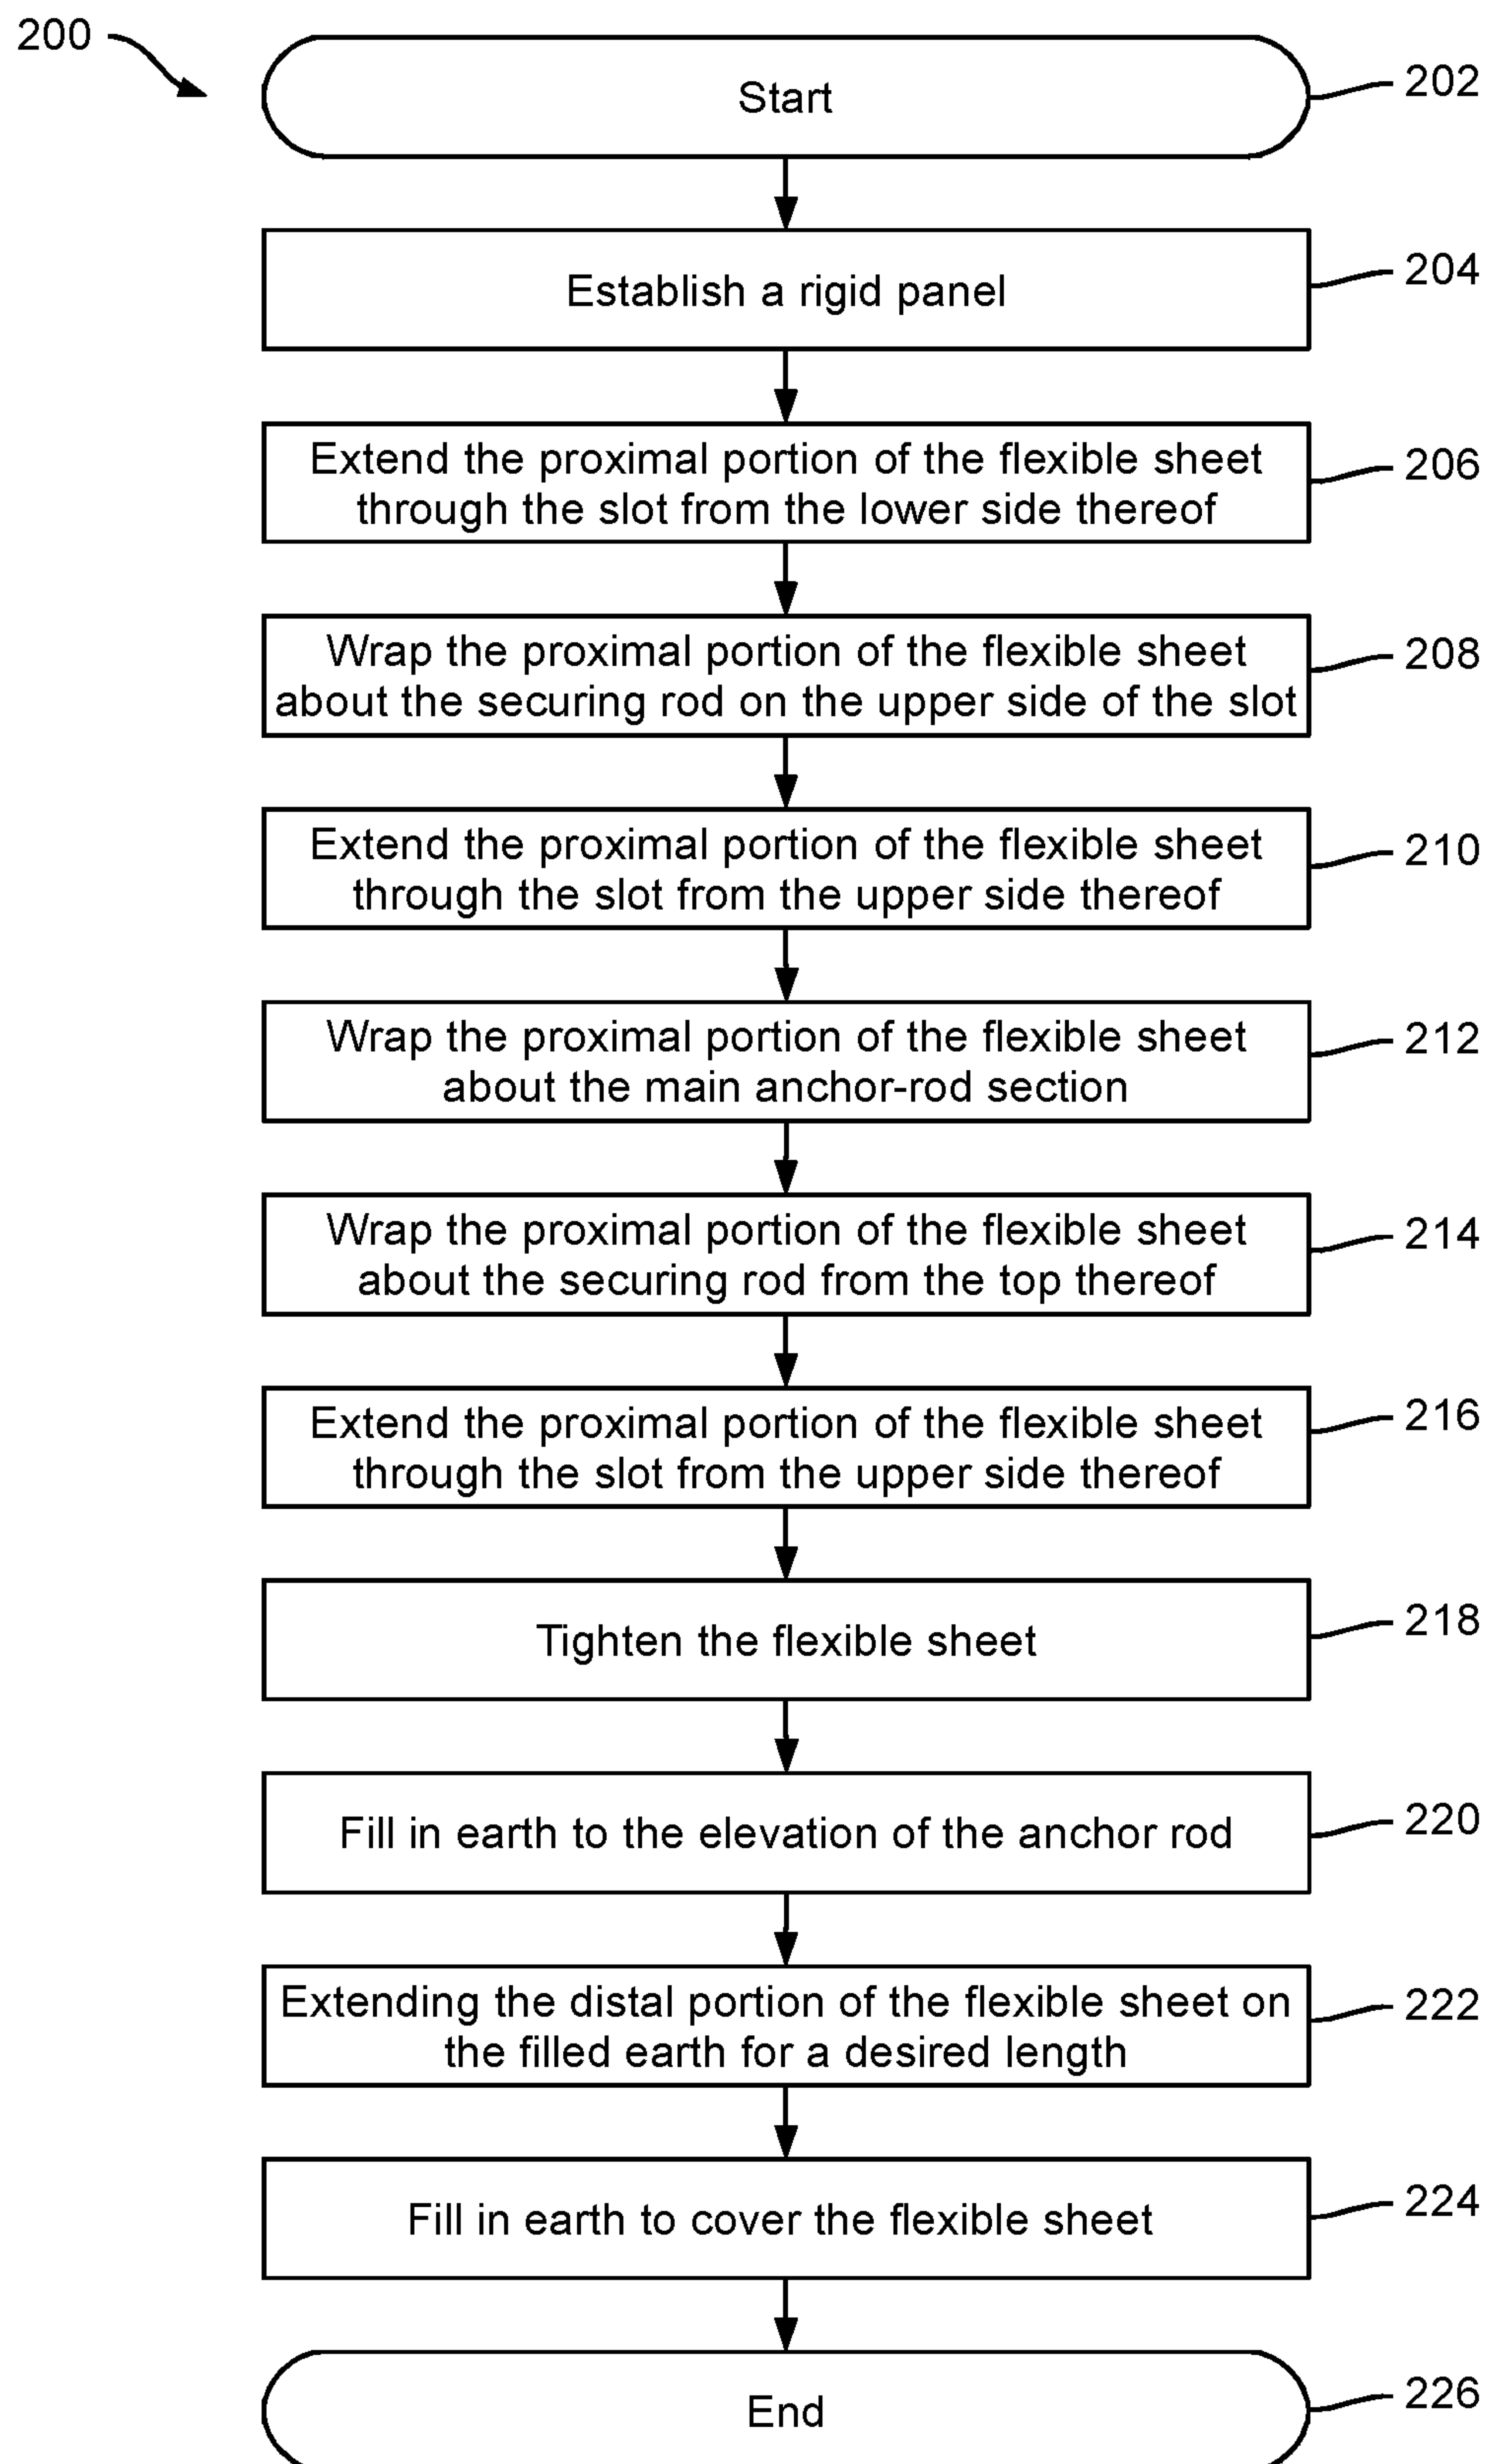 200
Start
202
Establish a rigid panel
204
Extend the proximal portion of the flexible sheet
through the slot from the lower side thereof
206
Wrap the proximal portion of the flexible sheet
about the securing rod on the upper side of the slot
208
Extend the proximal portion of the flexible sheet
through the slot from the upper side thereof
210
Wrap the proximal portion of the flexible sheet
about the main anchor-rod section
212
Wrap the proximal portion of the flexible sheet
about the securing rod from the top thereof
214
Extend the proximal portion of the flexible sheet
through the slot from the upper side thereof
216
Tighten the flexible sheet
218
Fill in earth to the elevation of the anchor rod
220
Extending the distal portion of the flexible sheet on
the filled earth for a desired length
222
Fill in earth to cover the flexible sheet
224
End
226